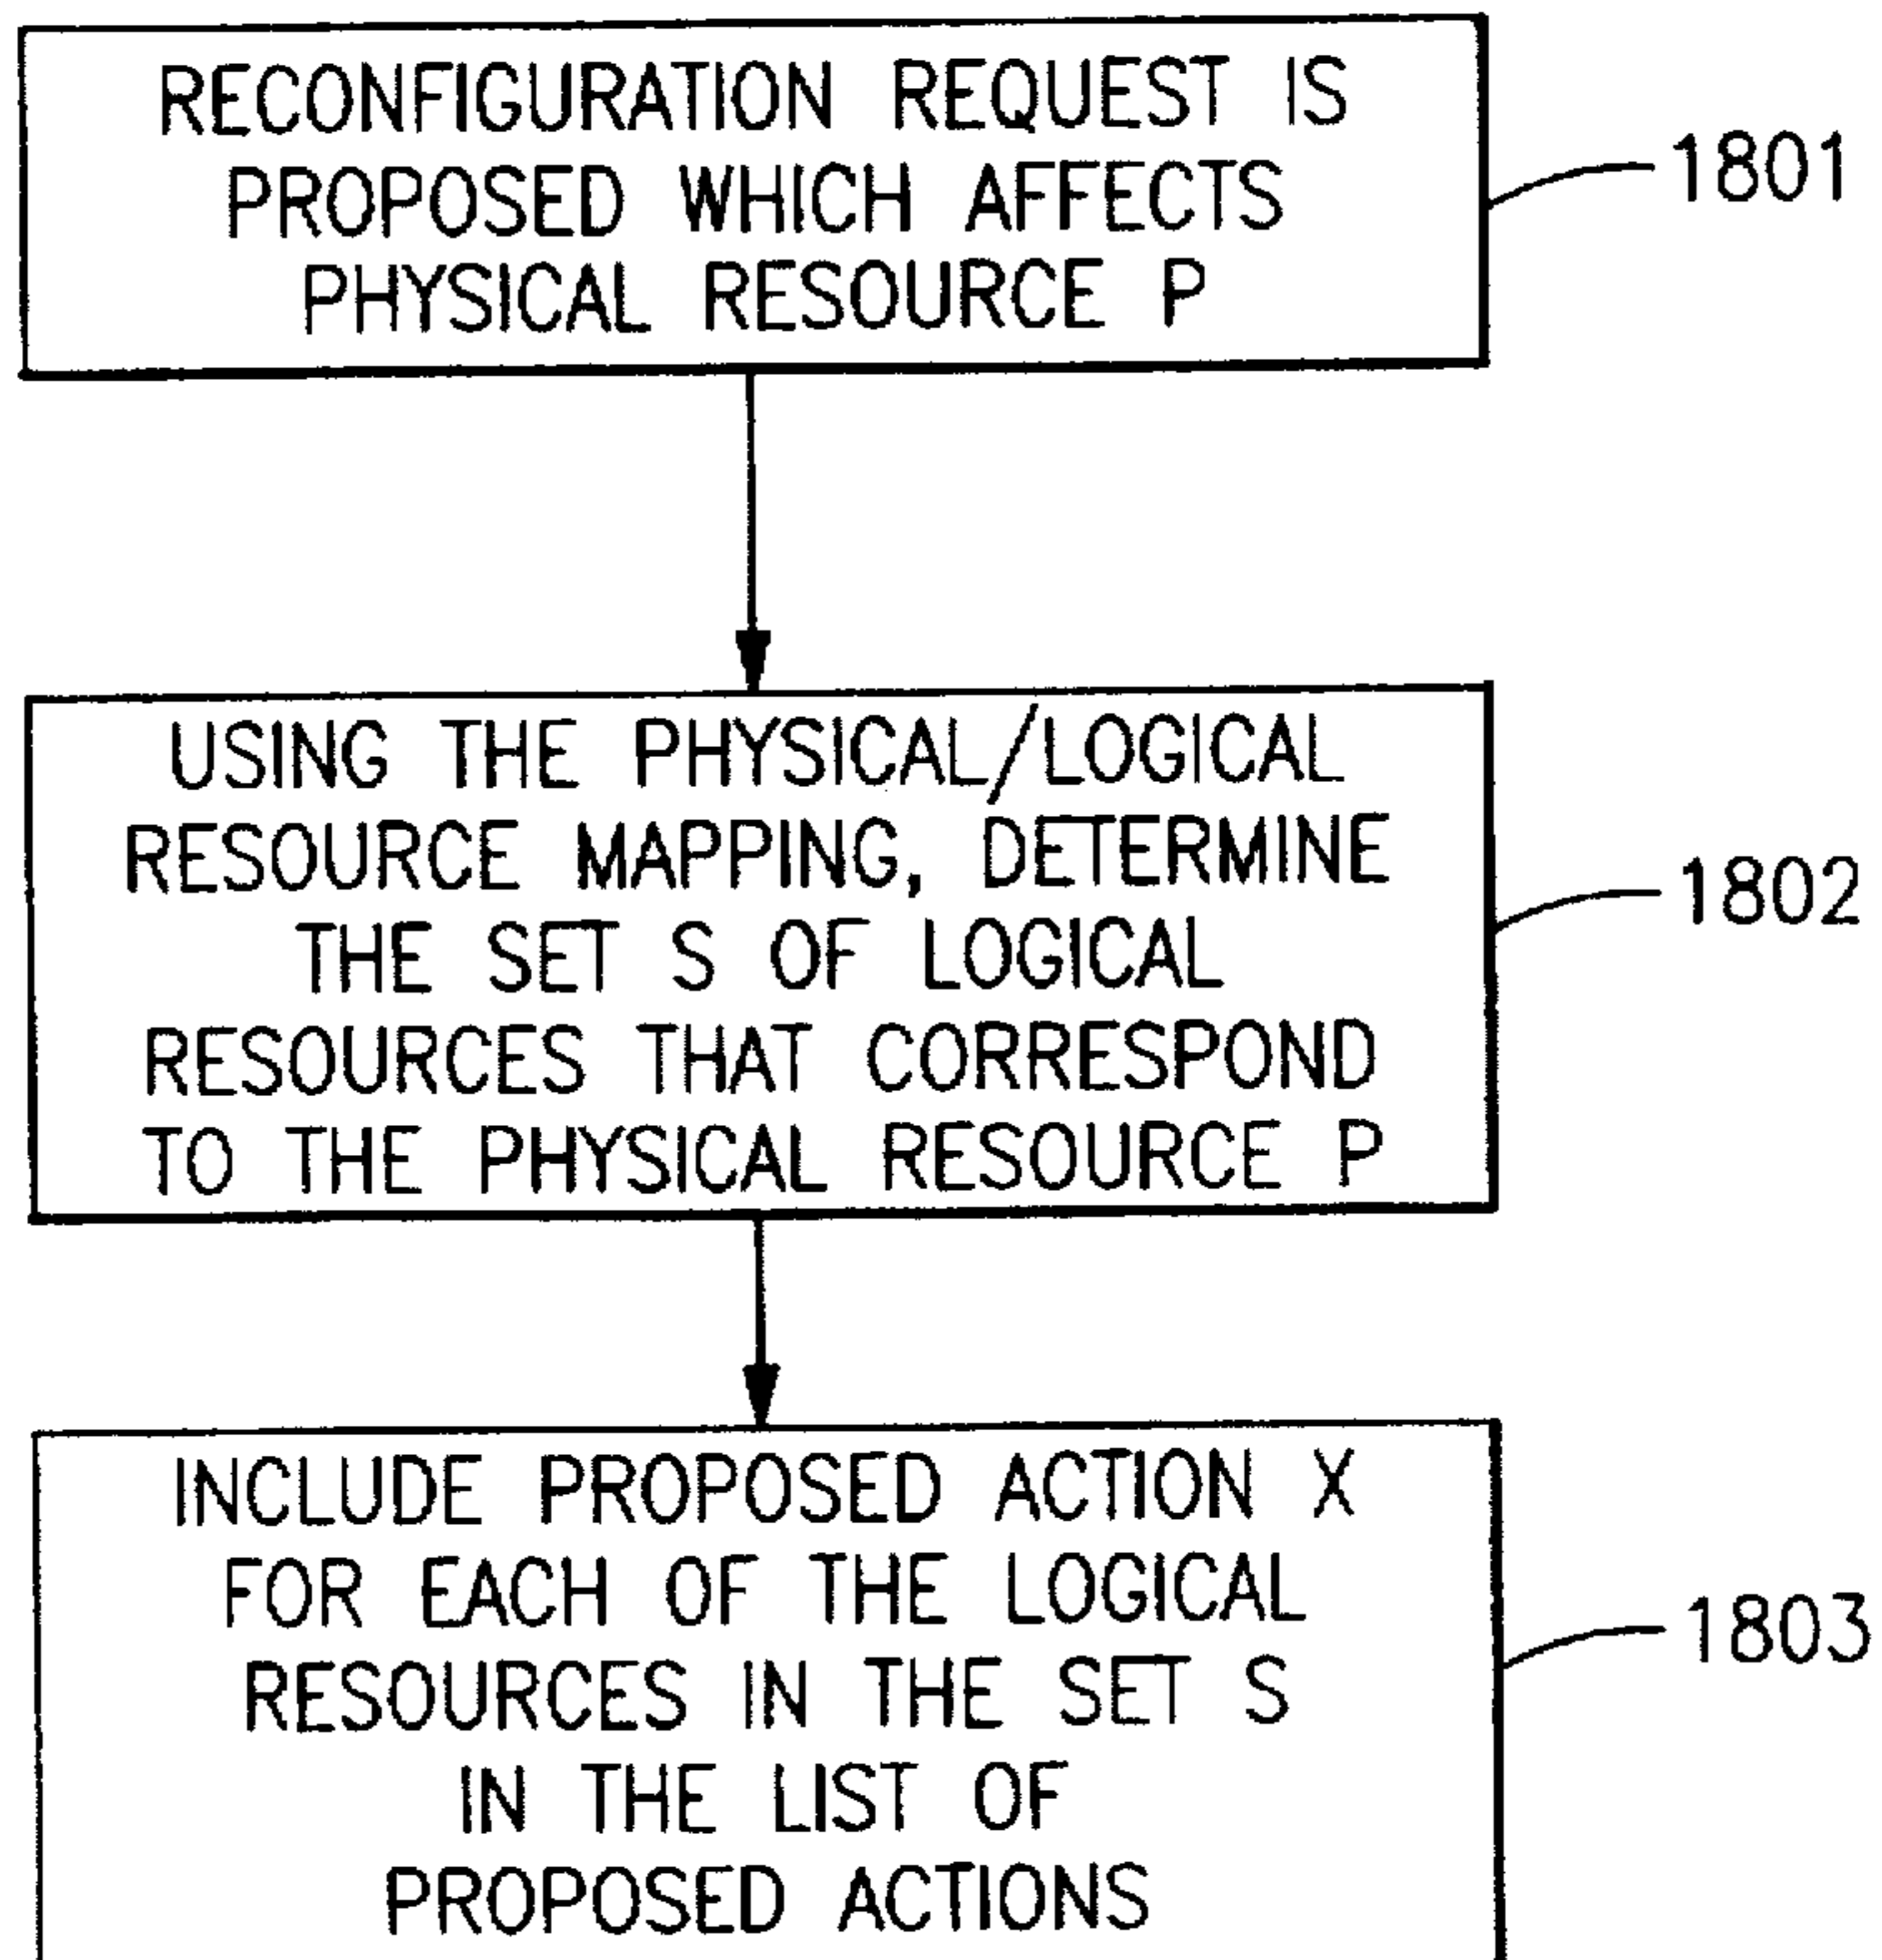 RECONFIGURATION REQUEST IS
PROPOSED WHICH AFFECTS
PHYSICAL RESOURCE P
1801
USING THE PHYSICAL/LOGICAL
RESOURCE MAPPING, DETERMINE
THE SET S OF LOGICAL
RESOURCES THAT CORRESPOND
TO THE PHYSICAL RESOURCE P
1802
INCLUDE PROPOSED ACTION X
FOR EACH OF THE LOGICAL
RESOURCES IN THE SET S
IN THE LIST OF
PROPOSED ACTIONS
1803